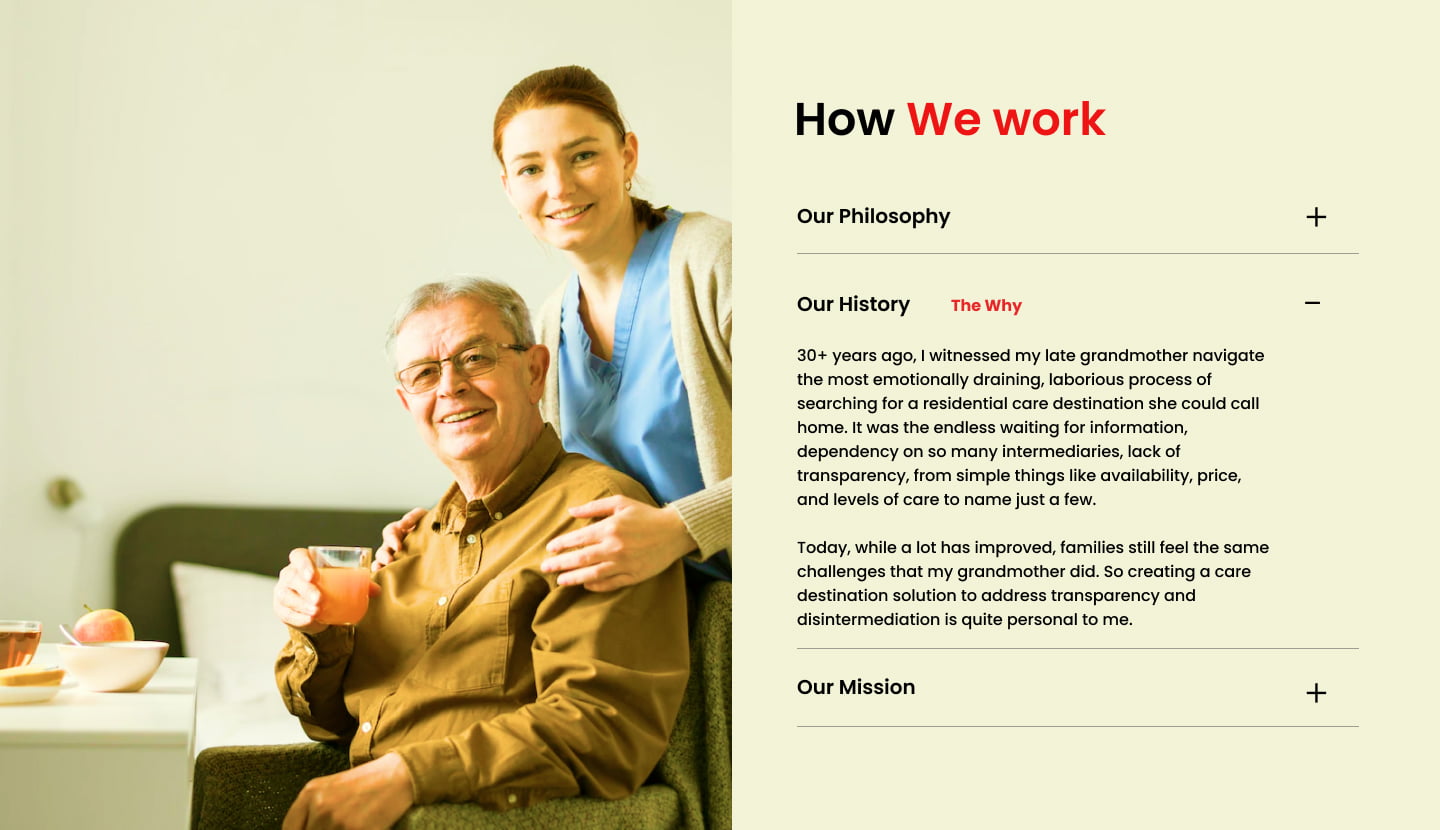 How We work
Our Philosophy
Our History The Why
30+ years ago, I witnessed my late grandmother navigate
the most emotionally draining, laborious process of
searching for a residential care destination she could call
home. It was the endless waiting for information,
dependency on so many intermediaries, lack of
transparency, from simple things like availability, price,
and levels of care to name just a few.
Today, while a lot has improved, families still feel the same
challenges that my grandmother did. So creating a care
destination solution to address transparency and
disintermediation is quite personal to me.
Our Mission